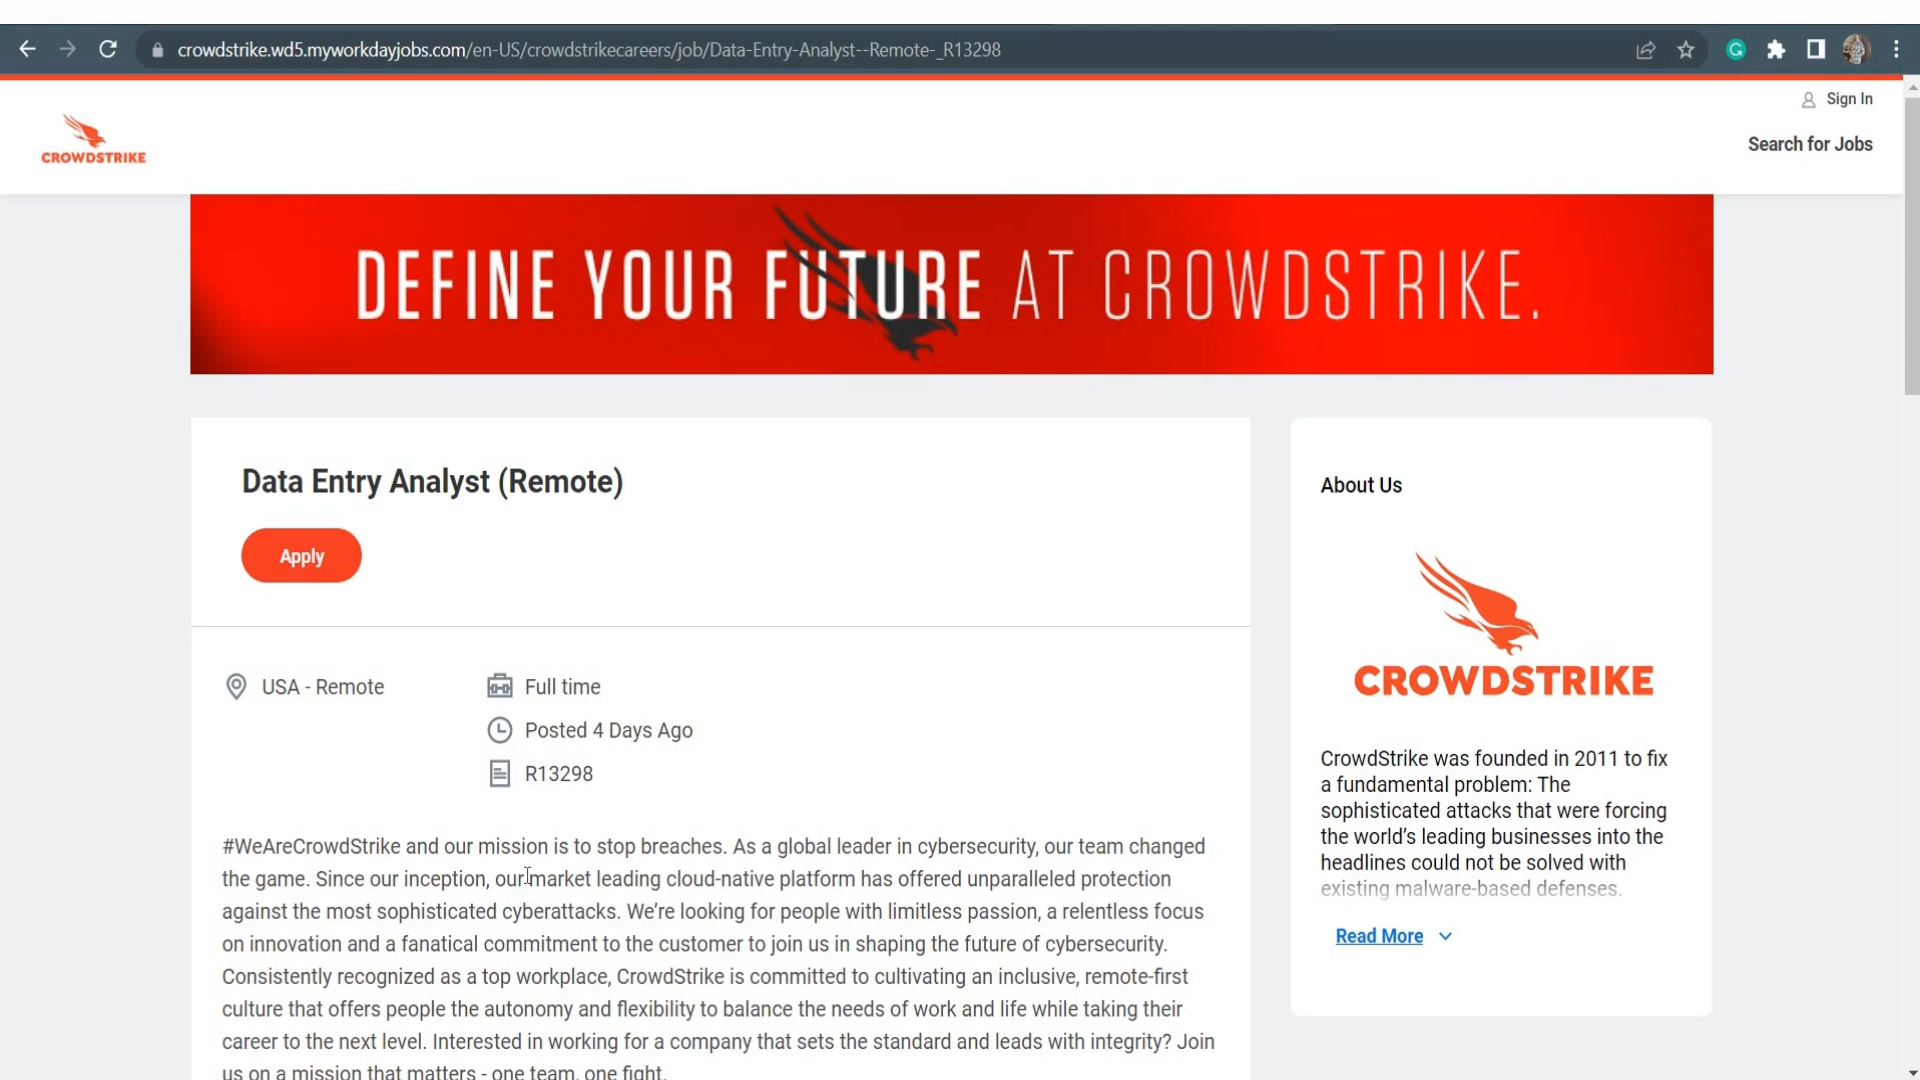 crowdstrike.wd5.myworkdayjobs.com/en-US/crowdstrikecareers/job/Data-Entry-Analyst--Remote-_R13298
Sign In
CROWDSTRIKE
Search for Jobs
DEFINE YOUR FUTURE AT CROWDSTRIKE.
Data Entry Analyst (Remote)
Apply
USA - Remote
Full time
Posted 4 Days Ago
R13298
#WeAreCrowdStrike and our mission is to stop breaches. As a global leader in cybersecurity, our team changed
the game. Since our inception, our market leading cloud-native platform has offered unparalleled protection
against the most sophisticated cyberattacks. We’re looking for people with limitless passion, a relentless focus
on innovation and a fanatical commitment to the customer to join us in shaping the future of cybersecurity.
Consistently recognized as a top workplace, CrowdStrike is committed to cultivating an inclusive, remote-first
culture that offers people the autonomy and flexibility to balance the needs of work and life while taking their
career to the next level. Interested in working for a company that sets the standard and leads with integrity? Join
us on a mission that matters - one team, one fight.
About Us
CROWDSTRIKE
CrowdStrike was founded in 2011 to fix
a fundamental problem: The
sophisticated attacks that were forcing
the world’s leading businesses into the
headlines could not be solved with
existing malware-based defenses.
Read More